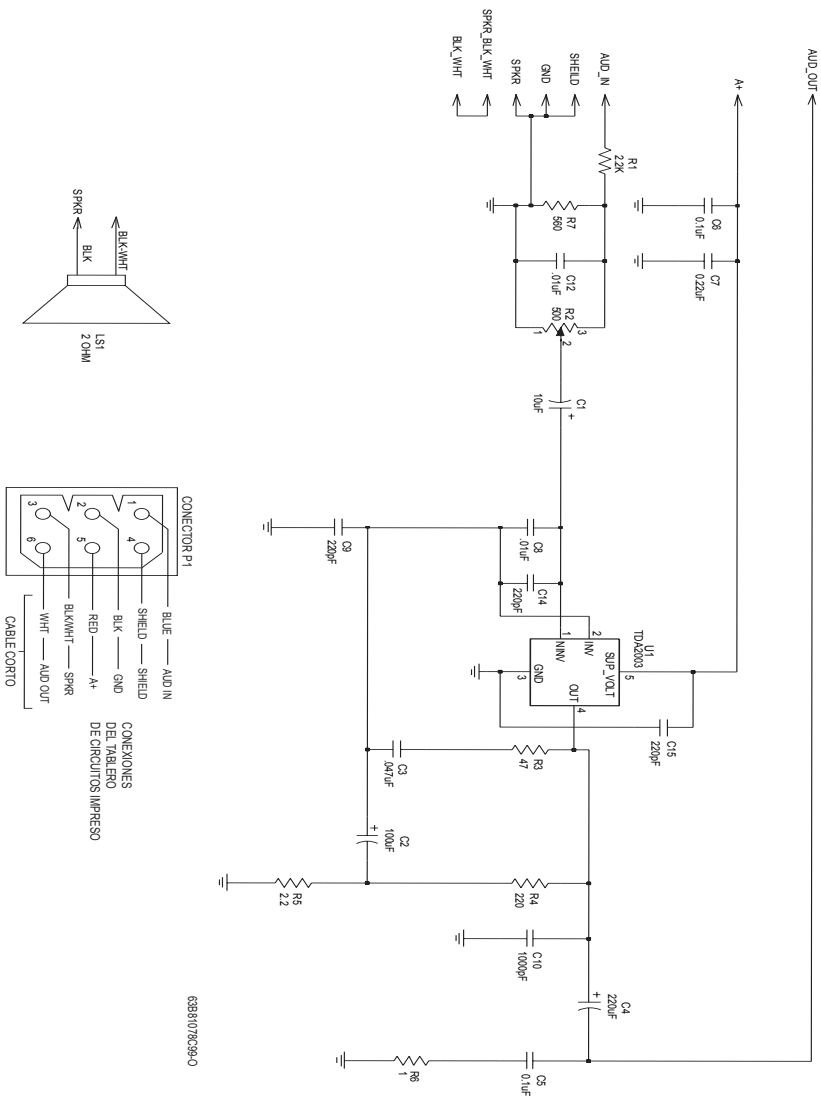 AUD_OUT
A+
C6
0.1uF
C7
0.22uF
C15
220pF
U1
TDA2003
SUP_VOLT
5
INV
2
NINV
1
OUT
4
GND
3
AUD_IN
SHEILD
GND
SPKR
SPKR_BLK_WHT
BLK_WHT
R1
2.2K
R7
560
C12
.01uF
R2
500
3
2
1
C1
10uF
+
C8
.01uF
C14
220pF
C9
220pF
R3
47
C3
.047uF
C2
100uF
+
R4
220
R5
2.2
C10
1000pF
C4
220uF
+
C5
0.1uF
R6
1
BLK-WHT
BLK
SPKR
LS1
2 OHM
CONECTOR P1
1
4
2
5
3
6
BLUE AUD IN
SHIELD SHIELD
BLK GND
RED A+
BLK/WHT SPKR
WHT AUD OUT
CABLE CORTO
CONEXIONES
DEL TABLERO
DE CIRCUITOS IMPRESO
63B81078C99-O